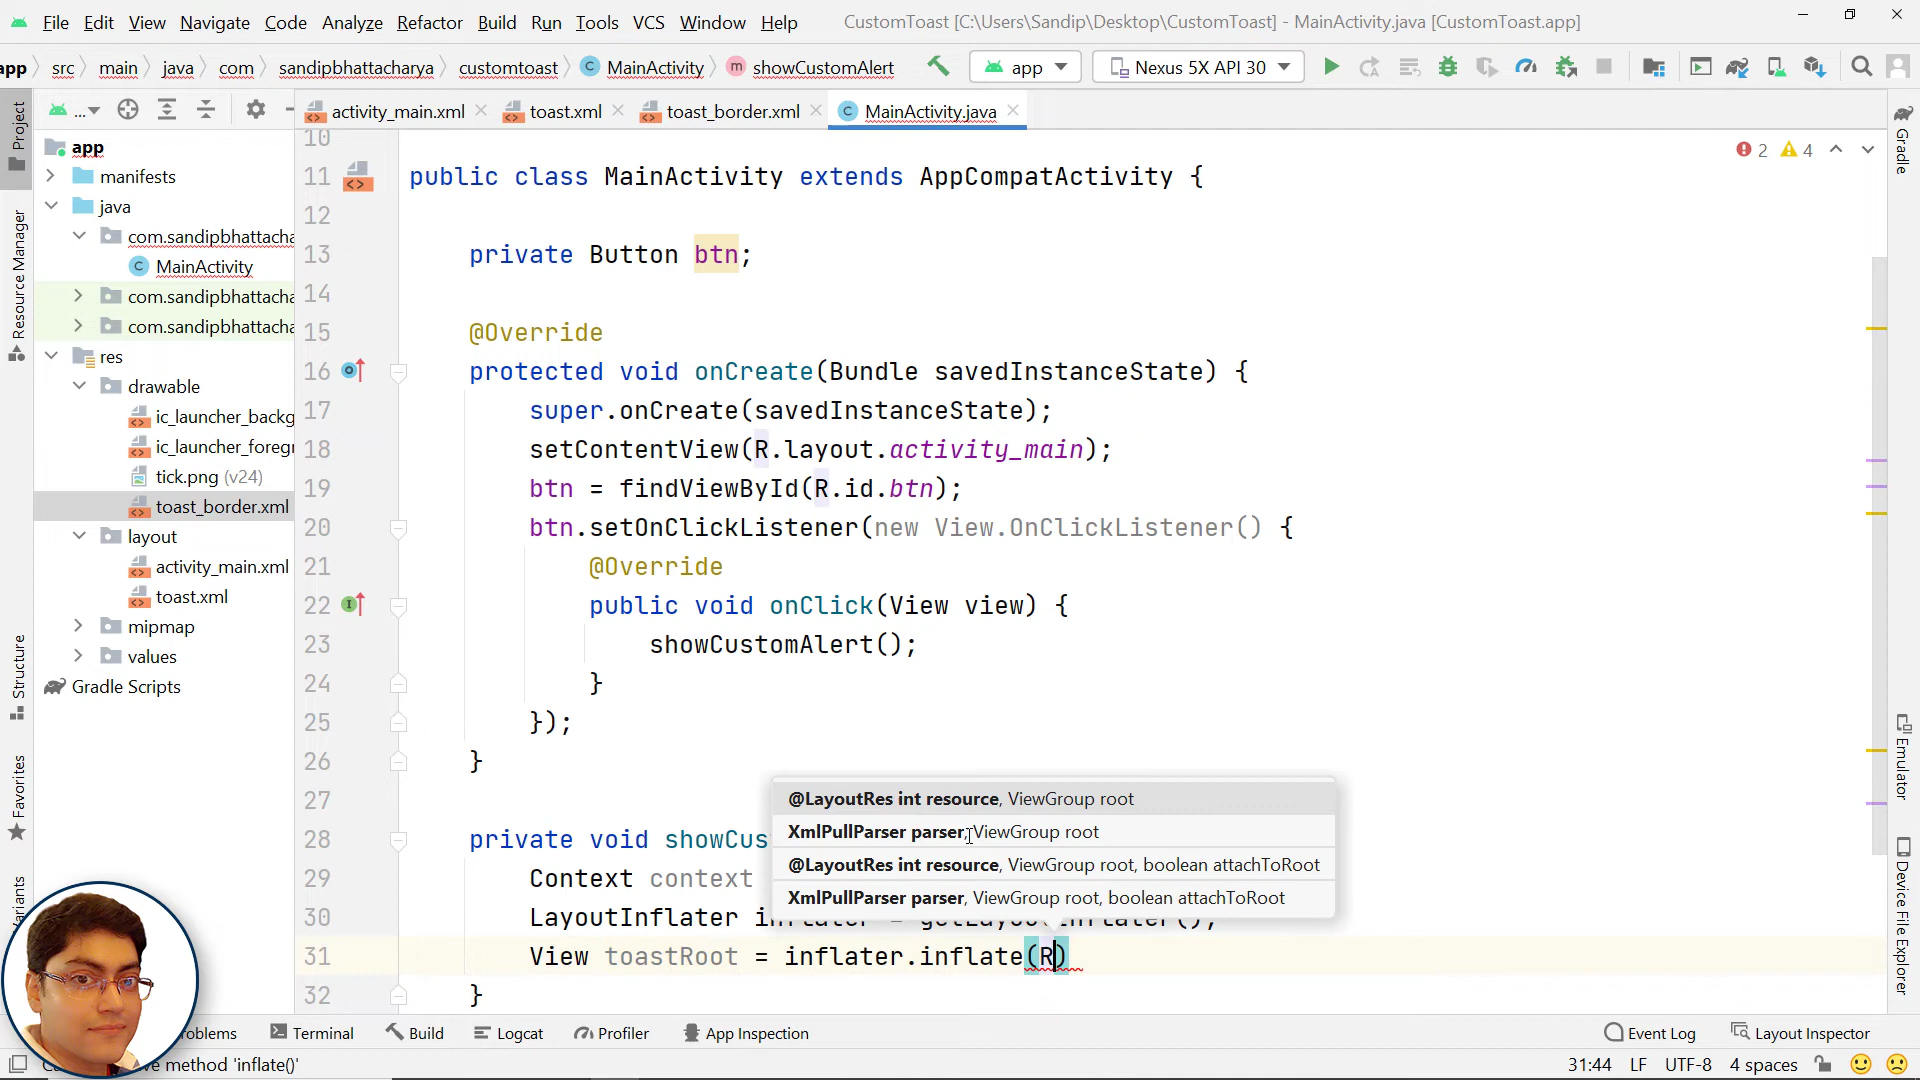 File Edit View Navigate Code Analyze Refactor Build Run Tools VCS Window Help CustomToast [C:\Users\Sandip\Desktop\CustomToast] - MainActivity.java [CustomToast.app]
app src main java com sandipbhattacharya customtoast MainActivity showCustomAlert app Nexus 5X API 30
... activity_main.xml toast.xml toast_border.xml MainActivity.java
Project
Resource Manager
Structure
Favorites
app
manifests
java
com.sandipbhattacha
MainActivity
com.sandipbhattacha
com.sandipbhattacha
res
drawable
ic_launcher_backg
ic_launcher_foregr
tick.png (v24)
toast_border.xml
layout
activity_main.xml
toast.xml
mipmap
values
Gradle Scripts
2 4
10
11 public class MainActivity extends AppCompatActivity {
12
13 private Button btn;
14
15 @Override
16 protected void onCreate(Bundle savedInstanceState) {
17 super.onCreate(savedInstanceState);
18 setContentView(R.layout.activity_main);
19 btn = findViewById(R.id.btn);
20 btn.setOnClickListener(new View.OnClickListener() {
21 @Override
22 public void onClick(View view) {
23 showCustomAlert();
24 }
25 });
26 }
27
28 private void showCus
29 Context context
30 LayoutInflater inflater = getLayoutInflater();
31 View toastRoot = inflater.inflate(R)
32 }
@LayoutRes int resource, ViewGroup root
XmlPullParser parser, ViewGroup root
@LayoutRes int resource, ViewGroup root, boolean attachToRoot
XmlPullParser parser, ViewGroup root, boolean attachToRoot
Gradle
Emulator
Device File Explorer
roblems Terminal Build Logcat Profiler App Inspection Event Log Layout Inspector
ve method 'inflate()' 31:44 LF UTF-8 4 spaces